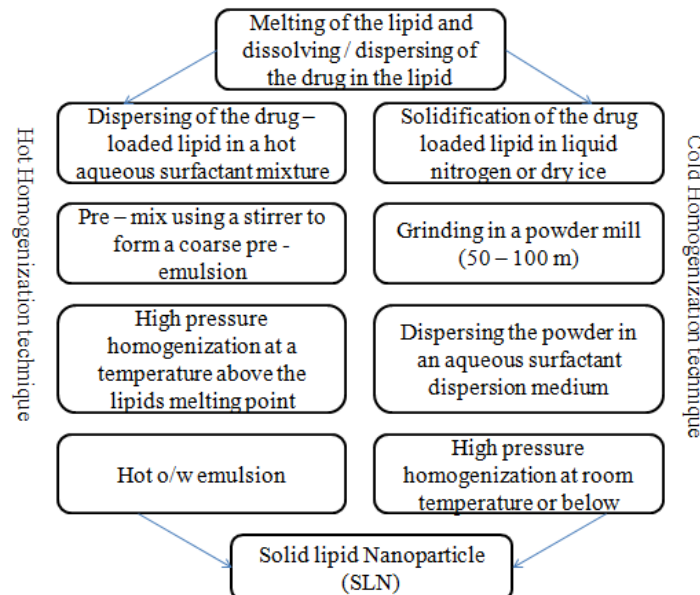 Melting of the lipid and
dissolving / dispersing of
the drug in the lipid
Hot Homogenization technique
Dispersing of the drug –
loaded lipid in a hot
aqueous surfactant mixture
Pre – mix using a stirrer to
form a coarse pre -
emulsion
High pressure
homogenization at a
temperature above the
lipids melting point
Hot o/w emulsion
Solidification of the drug
loaded lipid in liquid
nitrogen or dry ice
Grinding in a powder mill
(50 – 100 m)
Dispersing the powder in
an aqueous surfactant
dispersion medium
High pressure
homogenization at room
temperature or below
Cold Homogenization technique
Solid lipid Nanoparticle
(SLN)